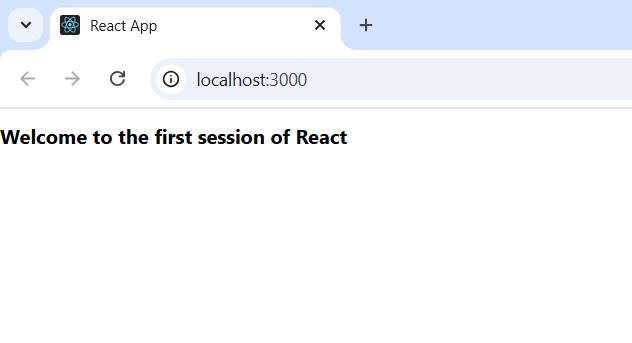 React App
localhost:3000
Welcome to the first session of React